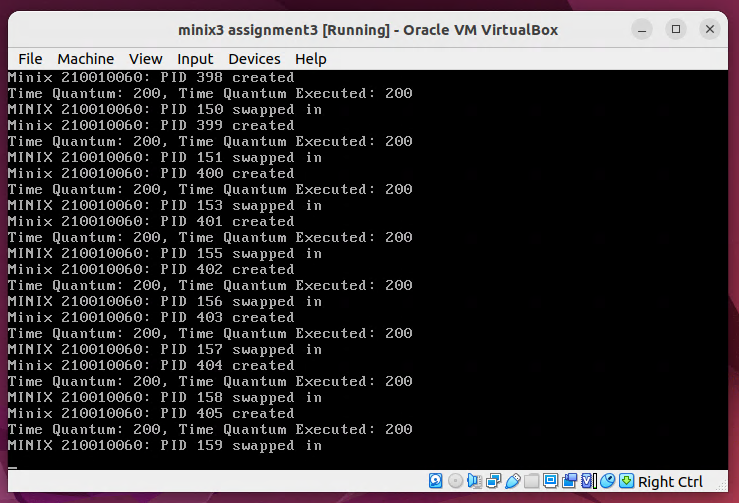 minix3 assignment3 [Running] - Oracle VM VirtualBox
File Machine View Input Devices Help
Minix 210010060: PID 398 created
Time Quantum: 200, Time Quantum Executed: 200
MINIX 210010060: PID 150 swapped in
Minix 210010060: PID 399 created
Time Quantum: 200, Time Quantum Executed: 200
MINIX 210010060: PID 151 swapped in
Minix 210010060: PID 400 created
Time Quantum: 200, Time Quantum Executed: 200
MINIX 210010060: PID 153 swapped in
Minix 210010060: PID 401 created
Time Quantum: 200, Time Quantum Executed: 200
MINIX 210010060: PID 155 swapped in
Minix 210010060: PID 402 created
Time Quantum: 200, Time Quantum Executed: 200
MINIX 210010060: PID 156 swapped in
Minix 210010060: PID 403 created
Time Quantum: 200, Time Quantum Executed: 200
MINIX 210010060: PID 157 swapped in
Minix 210010060: PID 404 created
Time Quantum: 200, Time Quantum Executed: 200
MINIX 210010060: PID 158 swapped in
Minix 210010060: PID 405 created
Time Quantum: 200, Time Quantum Executed: 200
MINIX 210010060: PID 159 swapped in
Right Ctrl